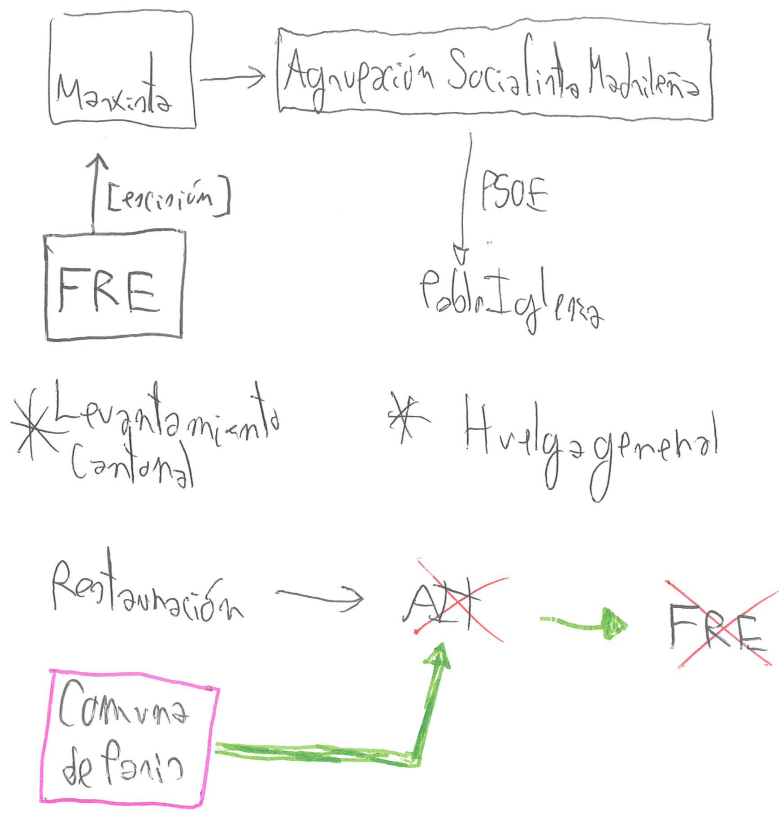 Marxista
Agrupación Socialista Madrileña
[escisión]
PSOE
FRE
Pablo Iglesias
* Levantamiento
Cantonal
* Huelga general
Restauración
AIT
FRE
Comuna
de París